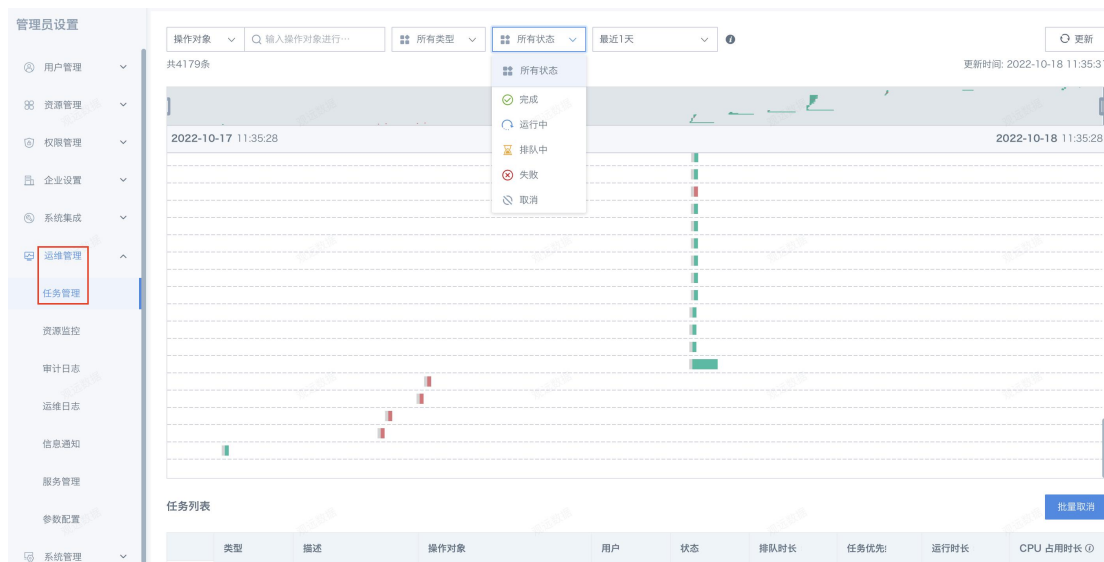 管理员设置
操作对象 输入操作对象进行… 所有类型 所有状态 最近1天 更新
用户管理
共4179条
更新时间: 2022-10-18 11:35:31
所有状态
完成
运行中
排队中
失败
取消
2022-10-17 11:35:28
2022-10-18 11:35:28
资源管理
权限管理
企业设置
系统集成
运维管理
任务管理
资源监控
审计日志
运维日志
信息通知
服务管理
参数配置
系统管理
任务列表
批量取消
类型 描述 操作对象 用户 状态 排队时长 任务优先 运行时长 CPU 占用时长
观远数据